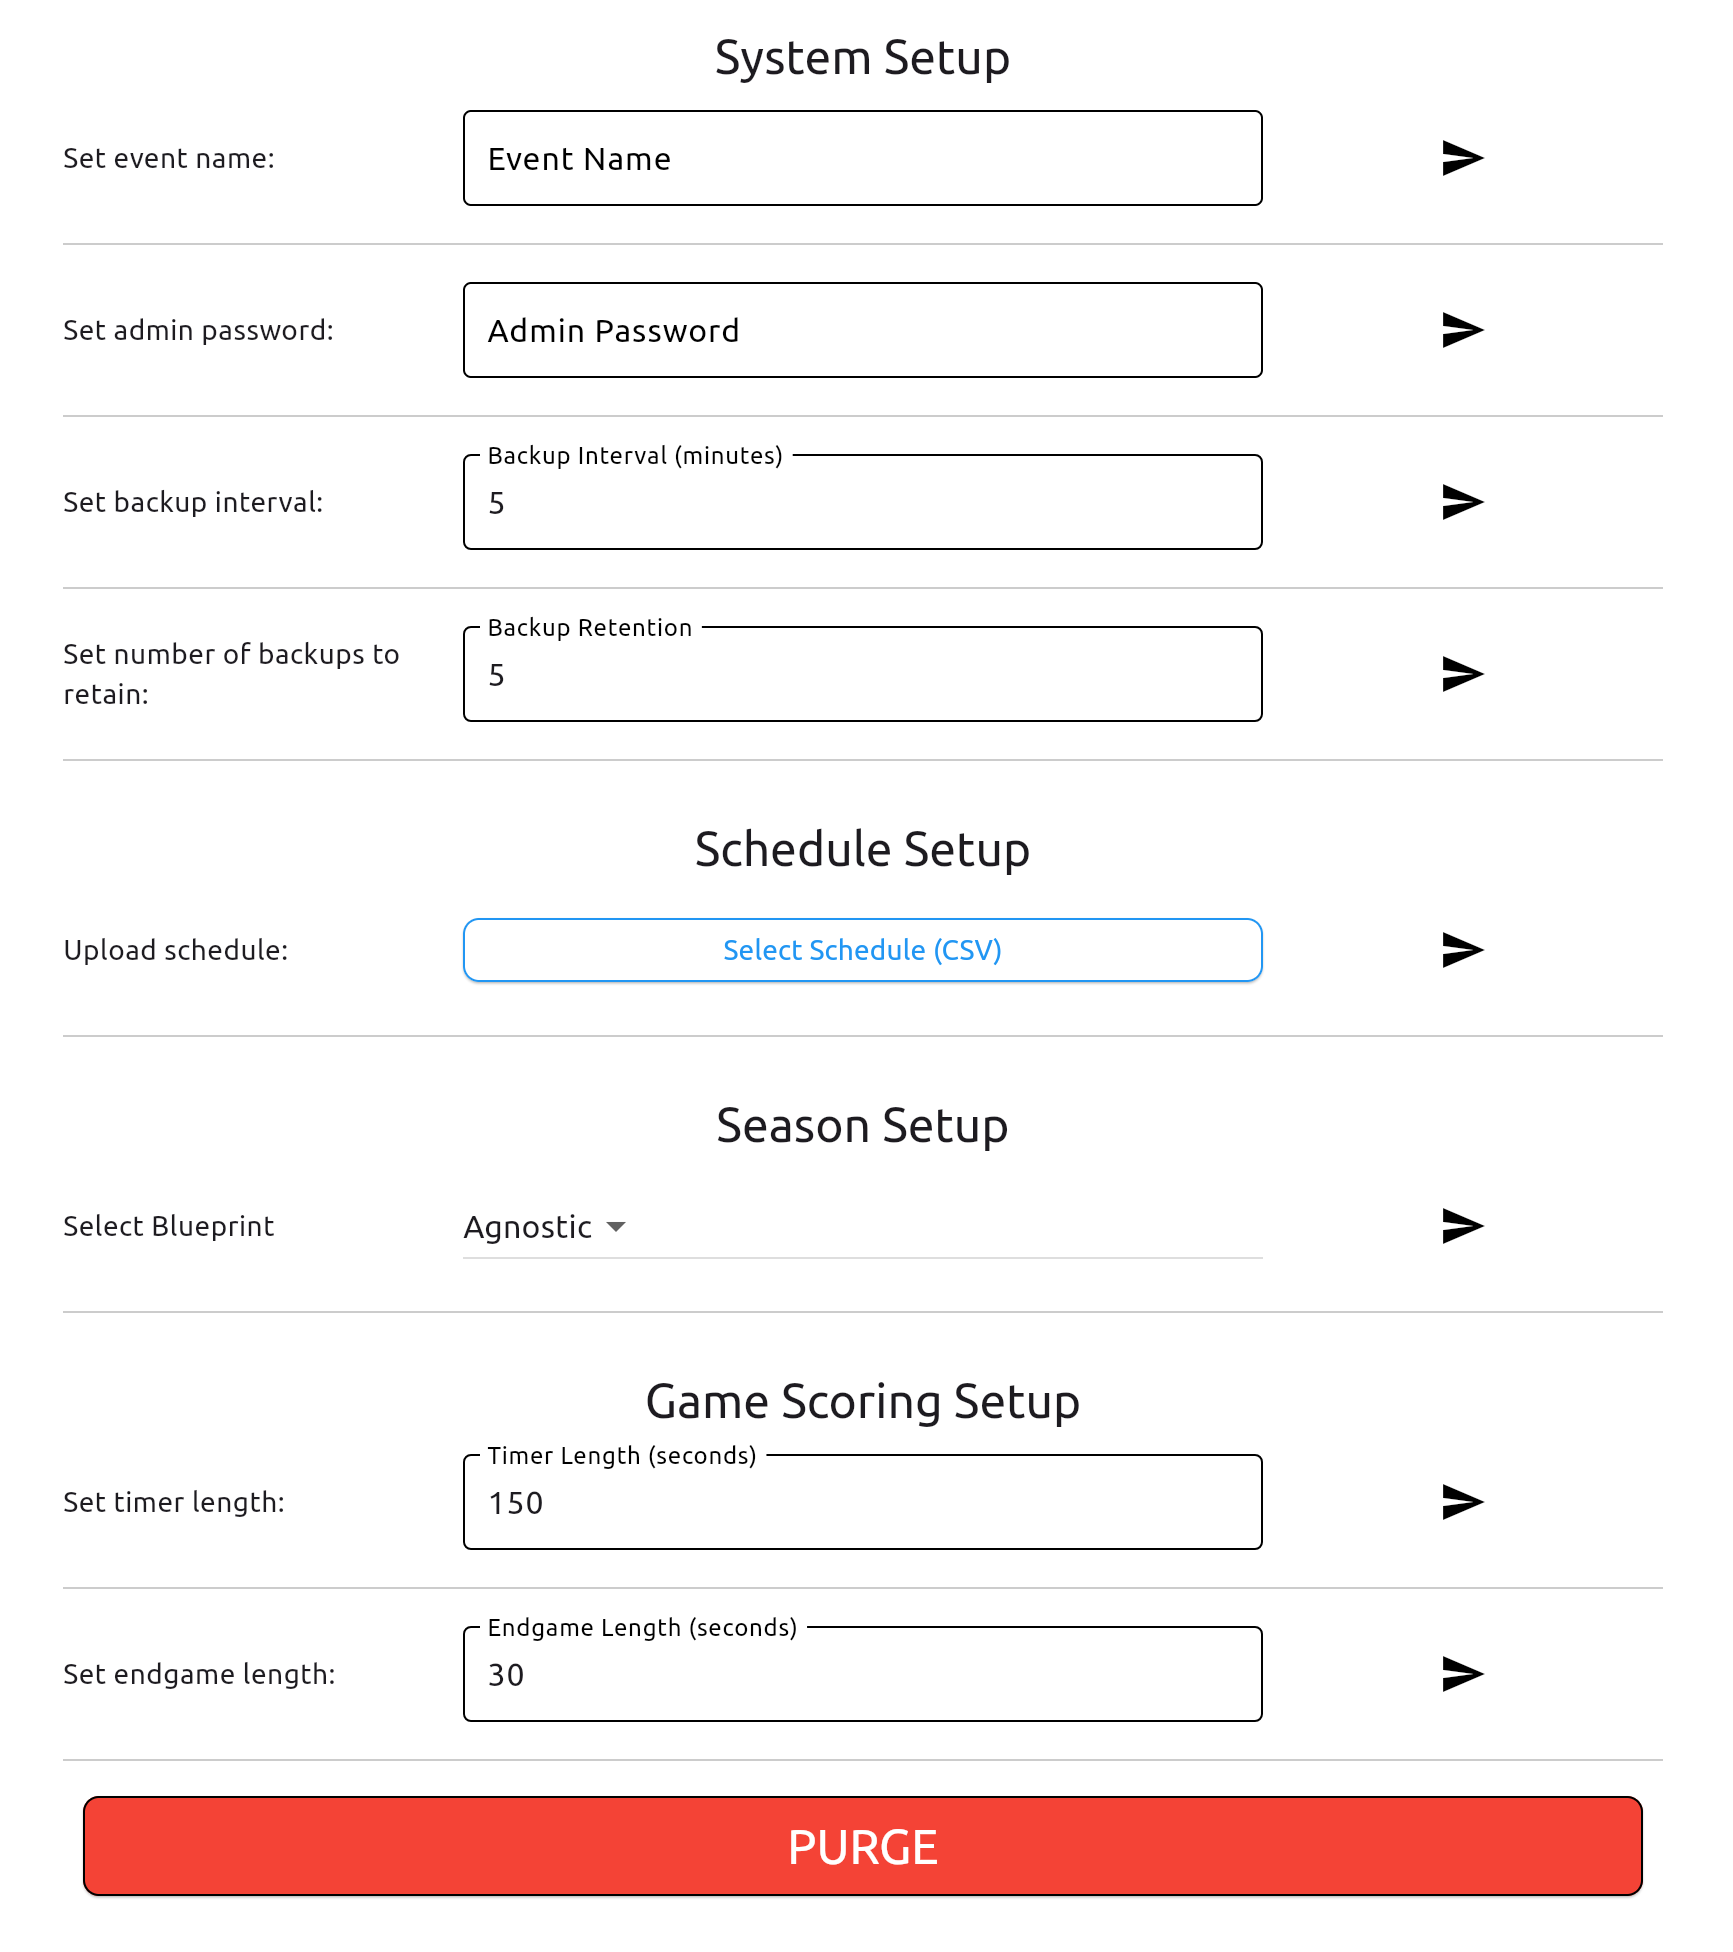 System Setup
Set event name:
Event Name
Set admin password:
Admin Password
Backup Interval (minutes)
Set backup interval:
5
Backup Retention
Set number of backups to
retain:
5
Schedule Setup
Upload schedule:
Select Schedule (CSV)
Season Setup
Select Blueprint
Agnostic
Game Scoring Setup
Timer Length (seconds)
Set timer length:
150
Endgame Length (seconds)
Set endgame length:
30
PURGE